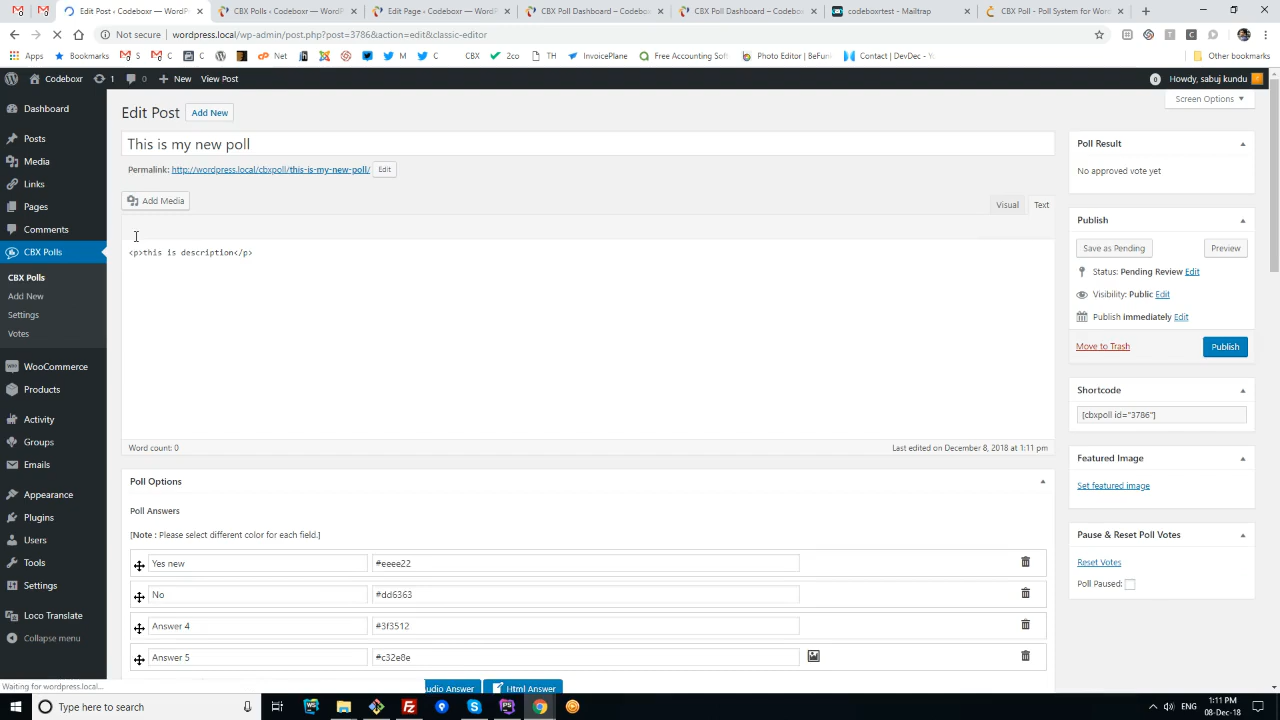 Edit Post ‹ Codeboxr — WordPr
CBX Polls ‹ Codeboxr — WordPr
Edit Page ‹ Codeboxr — WordPr
CBX Poll Dashboard – Codebox
CBX Poll Dashboard – Codebox
codeboxrtest - Mailtrap
CBX Poll - Poll System for Wor
Not secure
wordpress.local/wp-admin/post.php?post=3786&action=edit&classic-editor
Apps
Bookmarks
S
C
Net
M
C
CBX
2co
TH
InvoicePlane
Free Accounting Sof
Photo Editor | BeFun
Contact | DevDec - D
Other bookmarks
Codeboxr
1
0
New
View Post
0
Howdy, sabuj kundu
Dashboard
Posts
Media
Links
Pages
Comments
CBX Polls
CBX Polls
Add New
Settings
Votes
WooCommerce
Products
Activity
Groups
Emails
Appearance
Plugins
Users
Tools
Settings
Loco Translate
Collapse menu
Screen Options
Edit Post
Add New
This is my new poll
Permalink: http://wordpress.local/cbxpoll/this-is-my-new-poll/
Edit
Add Media
Visual
Text
<p>this is description</p>
Word count: 0
Last edited on December 8, 2018 at 1:11 pm
Poll Options
Poll Answers
[Note : Please select different color for each field.]
Yes new
#eeee22
No
#dd6363
Answer 4
#3f3512
Answer 5
#c32e8e
udio Answer
Html Answer
Poll Result
No approved vote yet
Publish
Save as Pending
Preview
Status: Pending Review Edit
Visibility: Public Edit
Publish immediately Edit
Move to Trash
Publish
Shortcode
[cbxpoll id="3786"]
Featured Image
Set featured image
Pause & Reset Poll Votes
Reset Votes
Poll Paused:
Waiting for wordpress.local...
Type here to search
ENG
1:11 PM
08-Dec-18